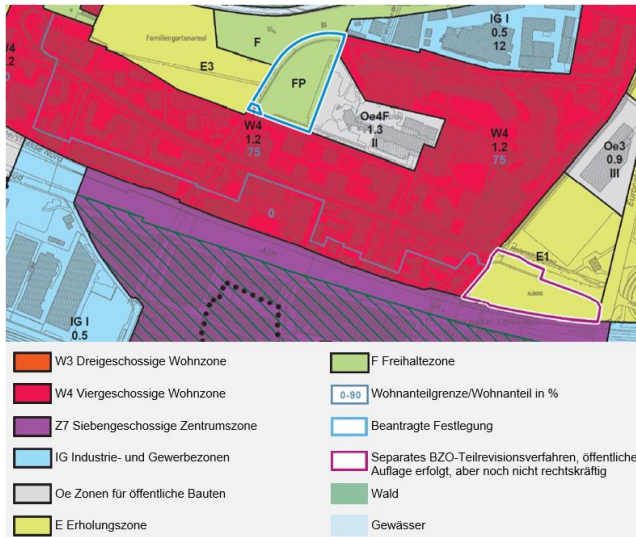 IG I
0.5
12
Familiengartenareal
F
W4
1.2
0
E3
FP
W4
1.2
75
Oe4F
1.3
II
W4
1.2
75
Oe3
0.9
III
0
E1
IG I
0.5
W3 Dreigeschossige Wohnzone
W4 Viergeschossige Wohnzone
Z7 Siebengeschossige Zentrumszone
IG Industrie- und Gewerbezonen
Oe Zonen für öffentliche Bauten
E Erholungszone
F Freihaltezone
0-90 Wohnanteilgrenze/Wohnanteil in %
Beantragte Festlegung
Separates BZO-Teilrevisionsverfahren, öffentliche
Auflage erfolgt, aber noch nicht rechtskräftig
Wald
Gewässer